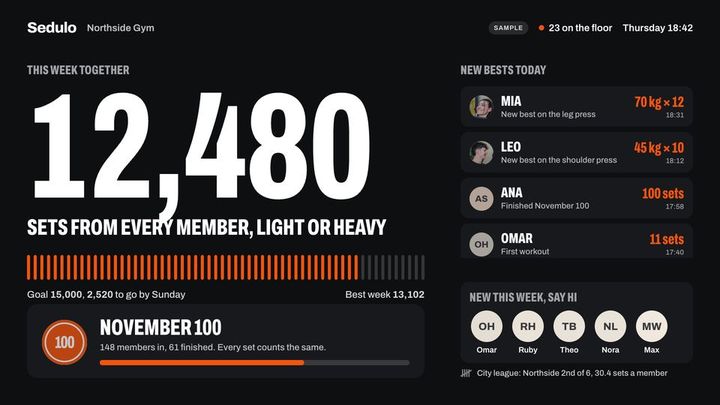 Sedulo Northside Gym
SAMPLE 23 on the floor Thursday 18:42
THIS WEEK TOGETHER
12,480
SETS FROM EVERY MEMBER, LIGHT OR HEAVY
Goal 15,000, 2,520 to go by Sunday
Best week 13,102
100
NOVEMBER 100
148 members in, 61 finished. Every set counts the same.
NEW BESTS TODAY
MIA 70 kg × 12
New best on the leg press 18:31
LEO 45 kg × 10
New best on the shoulder press 18:12
AS ANA 100 sets
Finished November 100 17:58
OH OMAR 11 sets
First workout 17:40
NEW THIS WEEK, SAY HI
OH RH TB NL MW
Omar Ruby Theo Nora Max
City league: Northside 2nd of 6, 30.4 sets a member